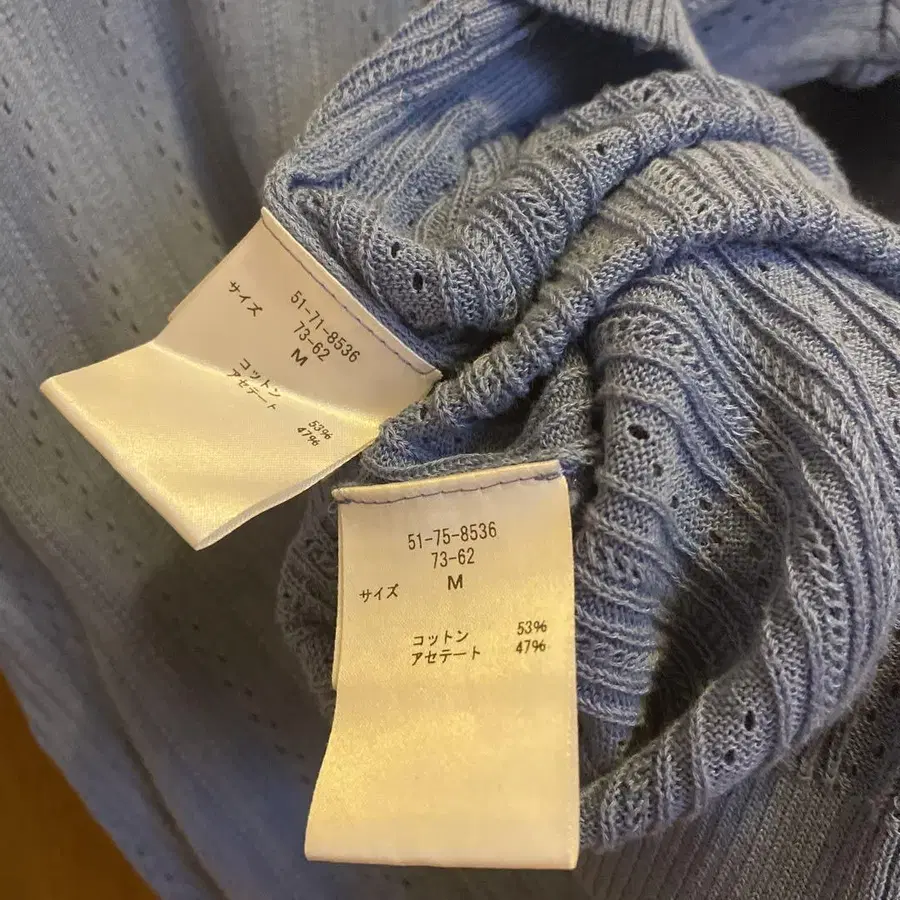 51-71-8536
73-62
サイズ M
コットン 53%
アセテート 47%
51-75-8536
73-62
サイズ M
コットン 53%
アセテート 47%